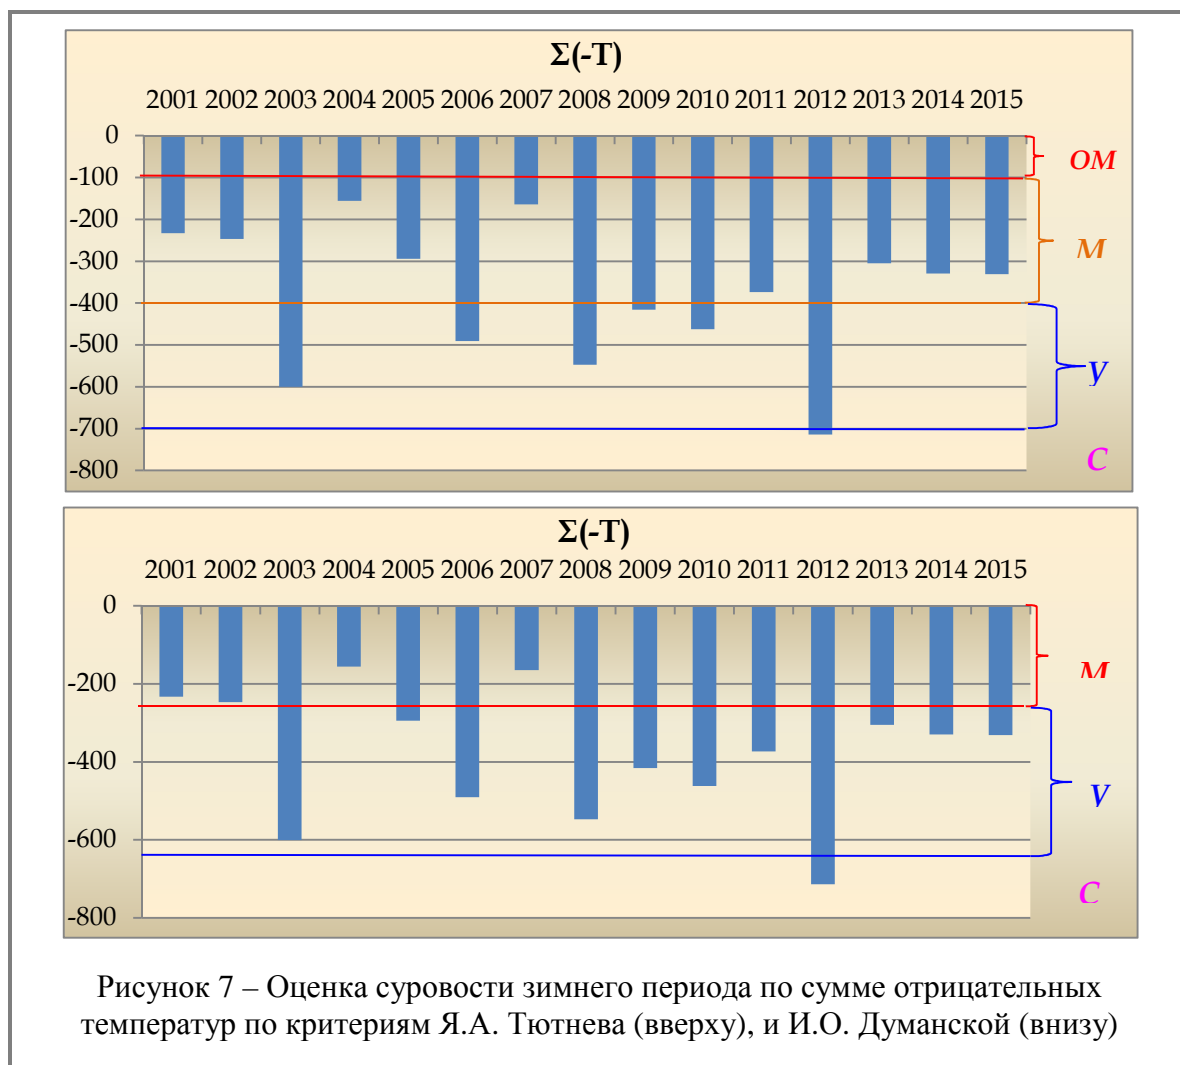 Σ(-T)
2001 2002 2003 2004 2005 2006 2007 2008 2009 2010 2011 2012 2013 2014 2015
0
-100
-200
-300
-400
-500
-600
-700
-800
ОМ
М
У
С
Σ(-T)
2001 2002 2003 2004 2005 2006 2007 2008 2009 2010 2011 2012 2013 2014 2015
0
-200
-400
-600
-800
М
У
С
Рисунок 7 – Оценка суровости зимнего периода по сумме отрицательных
температур по критериям Я.А. Тютнева (вверху), и И.О. Думанской (внизу)